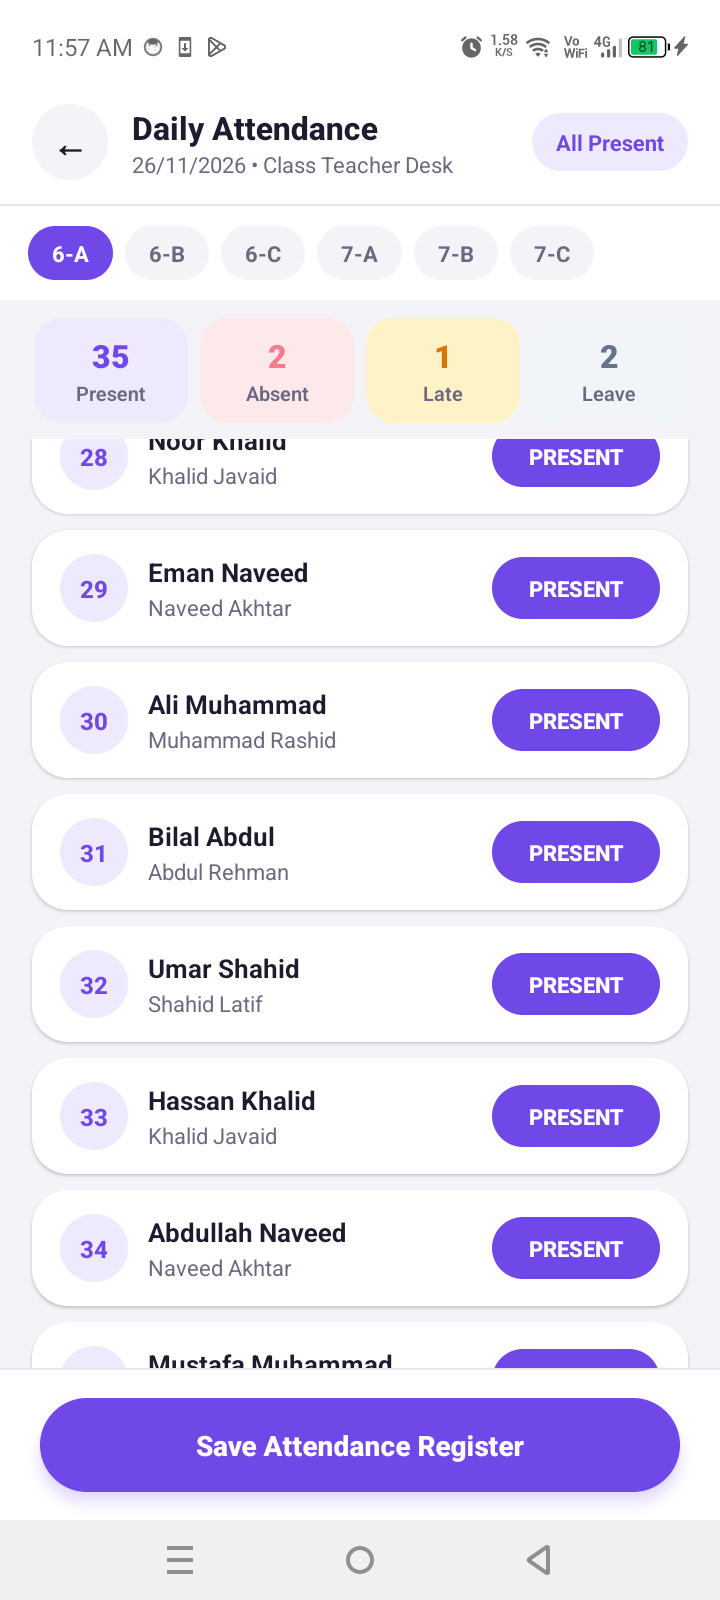 11:57 AM
1.58
K/S
Vo
WiFi
4G
81
Daily Attendance
26/11/2026 • Class Teacher Desk
All Present
6-A
6-B
6-C
7-A
7-B
7-C
35
Present
2
Absent
1
Late
2
Leave
28
Noor Khalid
Khalid Javaid
PRESENT
29
Eman Naveed
Naveed Akhtar
PRESENT
30
Ali Muhammad
Muhammad Rashid
PRESENT
31
Bilal Abdul
Abdul Rehman
PRESENT
32
Umar Shahid
Shahid Latif
PRESENT
33
Hassan Khalid
Khalid Javaid
PRESENT
34
Abdullah Naveed
Naveed Akhtar
PRESENT
Mustafa Muhammad
Save Attendance Register